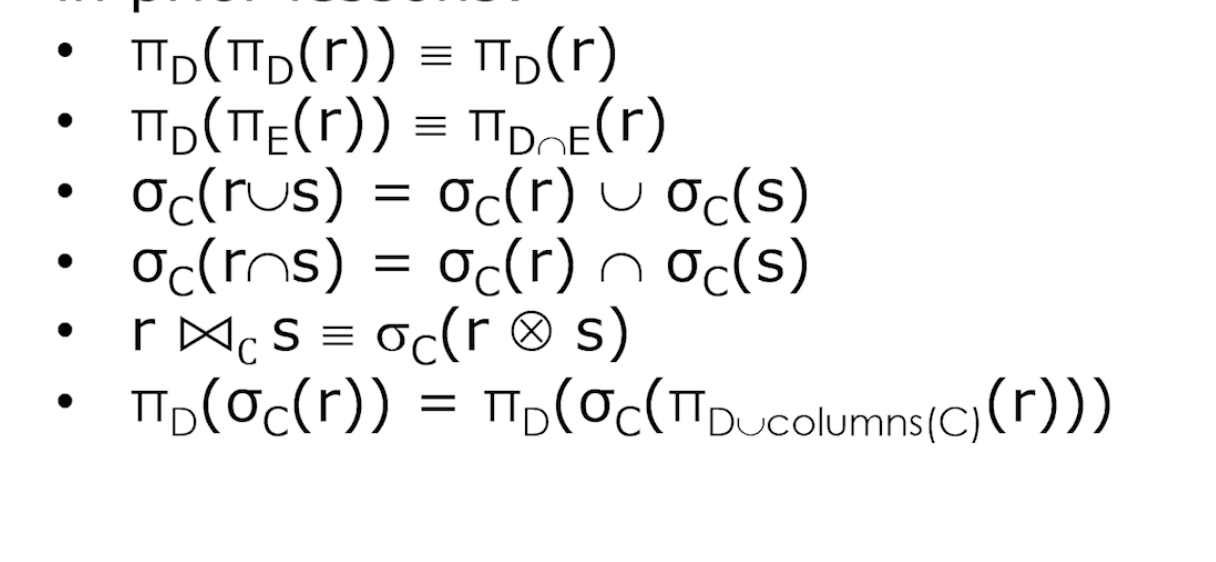 • π_D(π_D(r)) ≡ π_D(r)
• π_D(π_E(r)) ≡ π_{D∩E}(r)
• σ_C(r∪s) = σ_C(r) ∪ σ_C(s)
• σ_C(r∩s) = σ_C(r) ∩ σ_C(s)
• r ⋈_C s ≡ σ_C(r ⊗ s)
• π_D(σ_C(r)) = π_D(σ_C(π_{D∪columns(C)}(r)))